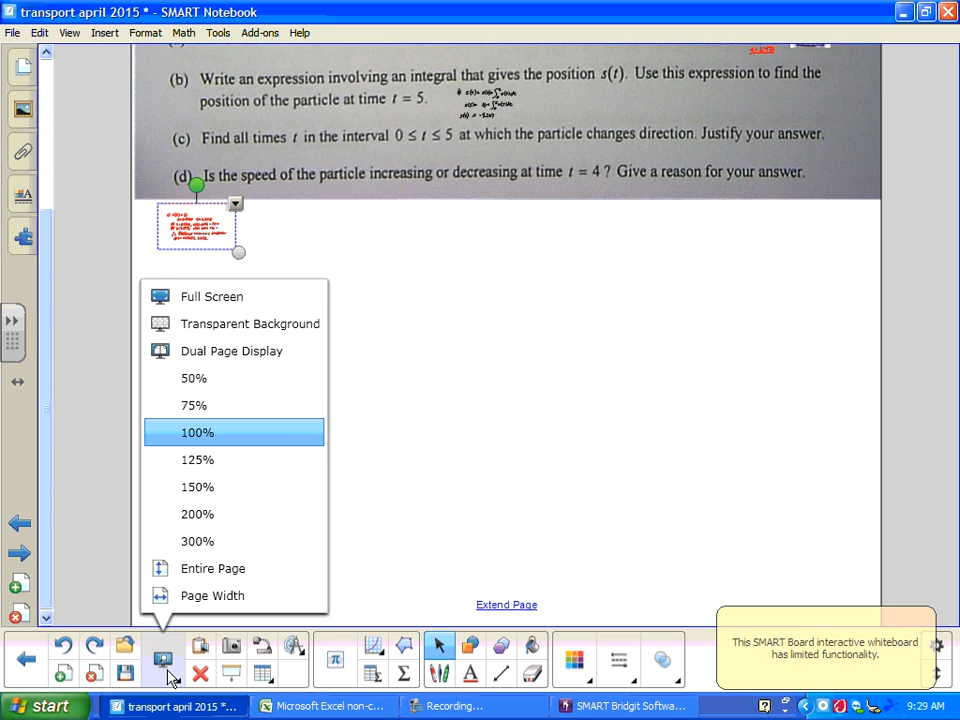 transport april 2015 * - SMART Notebook
File Edit View Insert Format Math Tools Add-ons Help
(b) Write an expression involving an integral that gives the position s(t). Use this expression to find the
position of the particle at time t = 5.
(c) Find all times t in the interval 0 ≤ t ≤ 5 at which the particle changes direction. Justify your answer.
(d) Is the speed of the particle increasing or decreasing at time t = 4 ? Give a reason for your answer.
Full Screen
Transparent Background
Dual Page Display
50%
75%
100%
125%
150%
200%
300%
Entire Page
Page Width
Extend Page
This SMART Board interactive whiteboard
has limited functionality.
π
Σ
A
start
transport april 2015 *...
Microsoft Excel non-c...
Recording...
SMART Bridgit Softwa...
9:29 AM